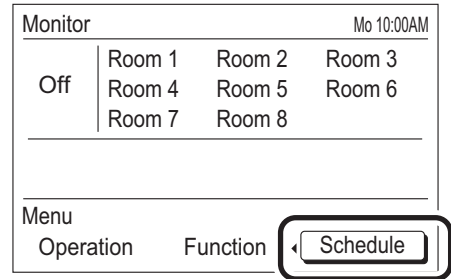 Monitor Mo 10:00AM
Off Room 1 Room 2 Room 3
Room 4 Room 5 Room 6
Room 7 Room 8
Menu
Operation Function Schedule